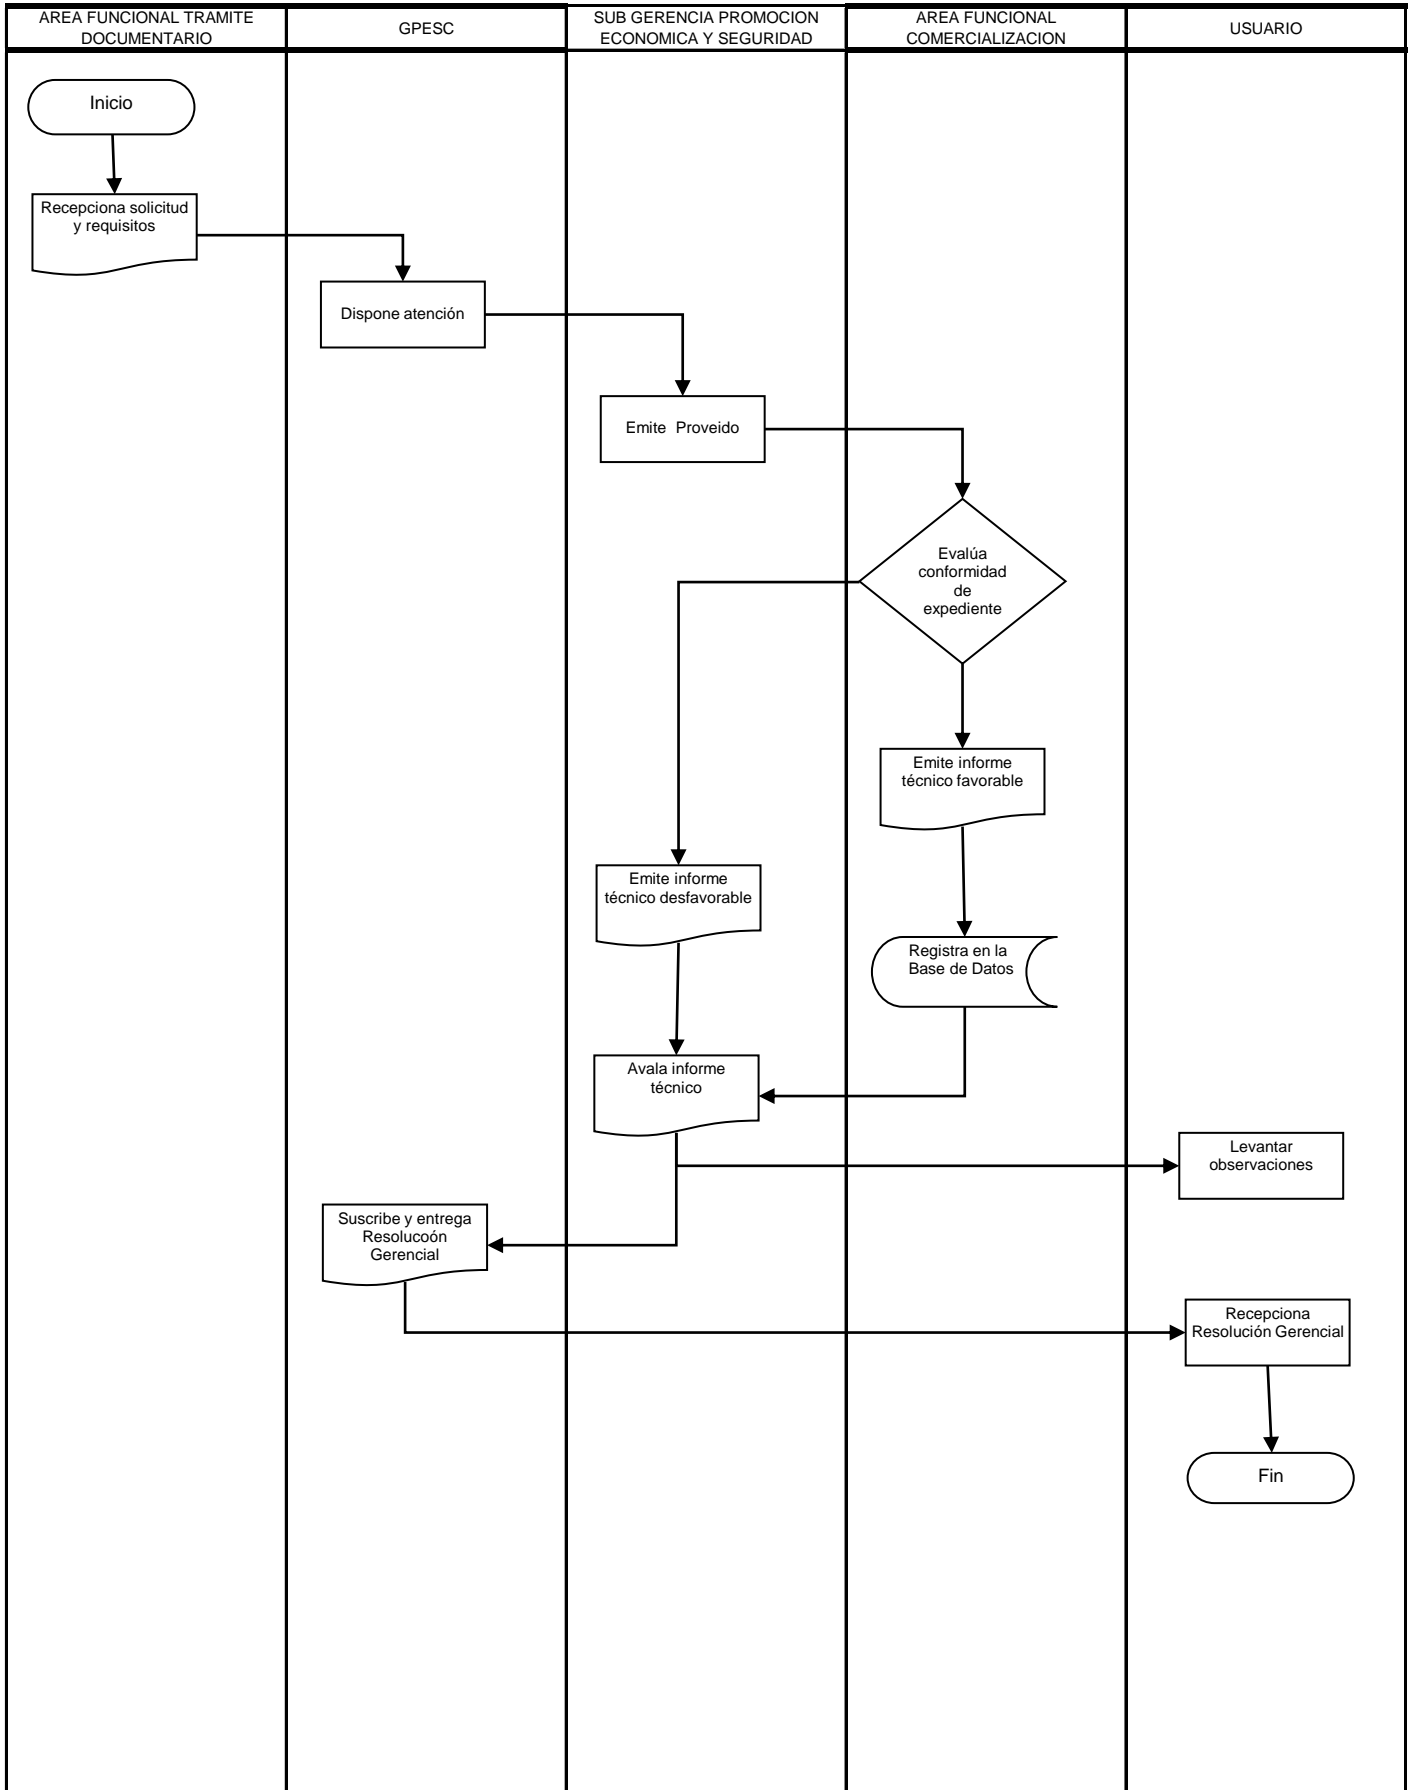 AREA FUNCIONAL TRAMITE
DOCUMENTARIO
GPESC
SUB GERENCIA PROMOCION
ECONOMICA Y SEGURIDAD
AREA FUNCIONAL
COMERCIALIZACION
USUARIO
Inicio
Recepciona solicitud
y requisitos
Dispone atención
Emite Proveido
Evalúa
conformidad
de
expediente
Emite informe
técnico favorable
Emite informe
técnico desfavorable
Registra en la
Base de Datos
Avala informe
técnico
Levantar
observaciones
Suscribe y entrega
Resolucoón
Gerencial
Recepciona
Resolución Gerencial
Fin